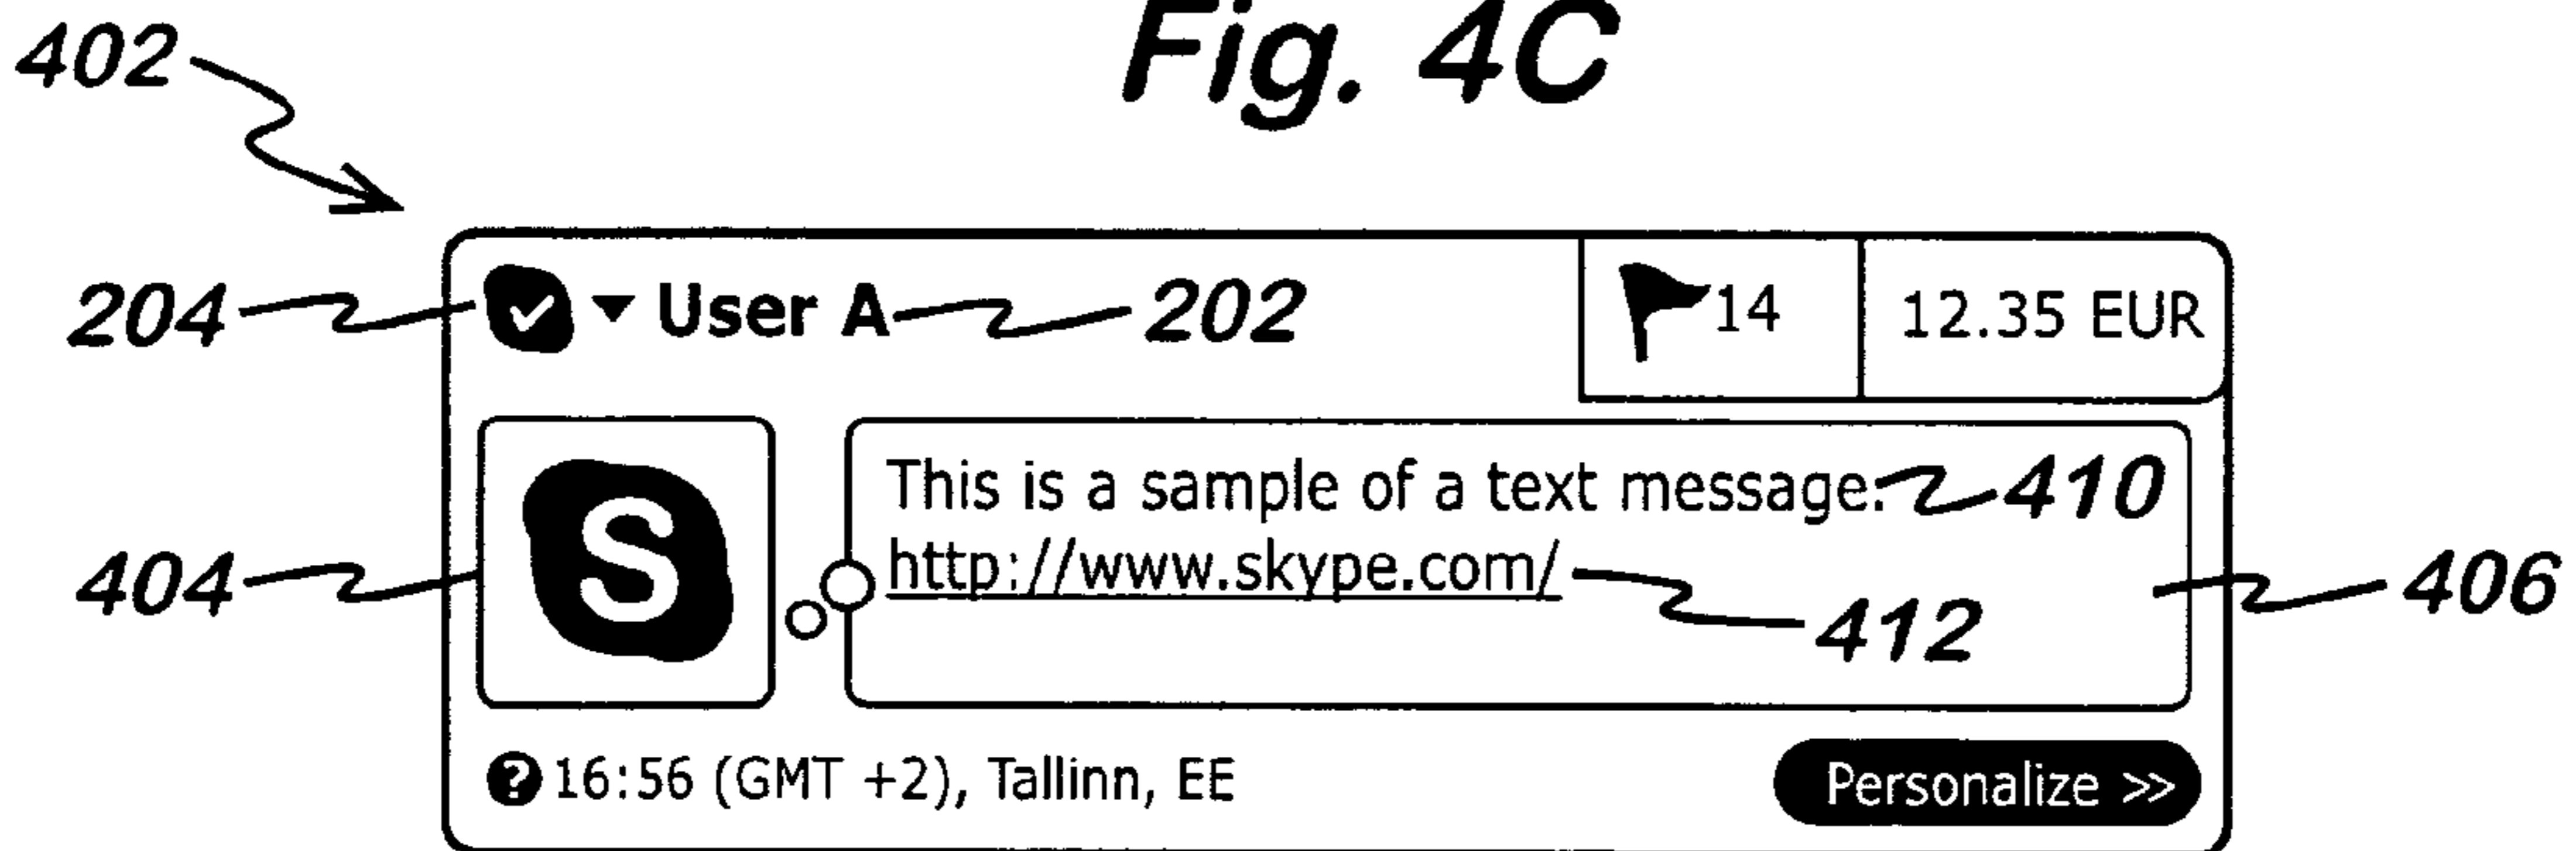 Fig. 4C
402
204 User A 202 14 12.35 EUR
This is a sample of a text message. 410
404 S http://www.skype.com/ 412 406
? 16:56 (GMT +2), Tallinn, EE Personalize >>